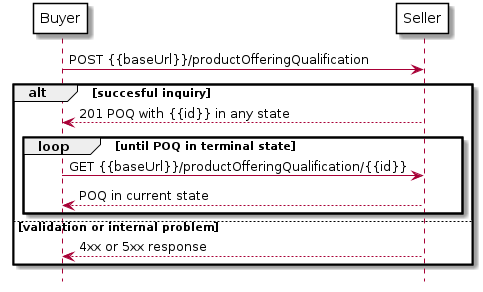 Buyer Seller
POST {{baseUrl}}/productOfferingQualification
alt [succesful inquiry]
201 POQ with {{id}} in any state
loop [until POQ in terminal state]
GET {{baseUrl}}/productOfferingQualification/{{id}}
POQ in current state
[validation or internal problem]
4xx or 5xx response